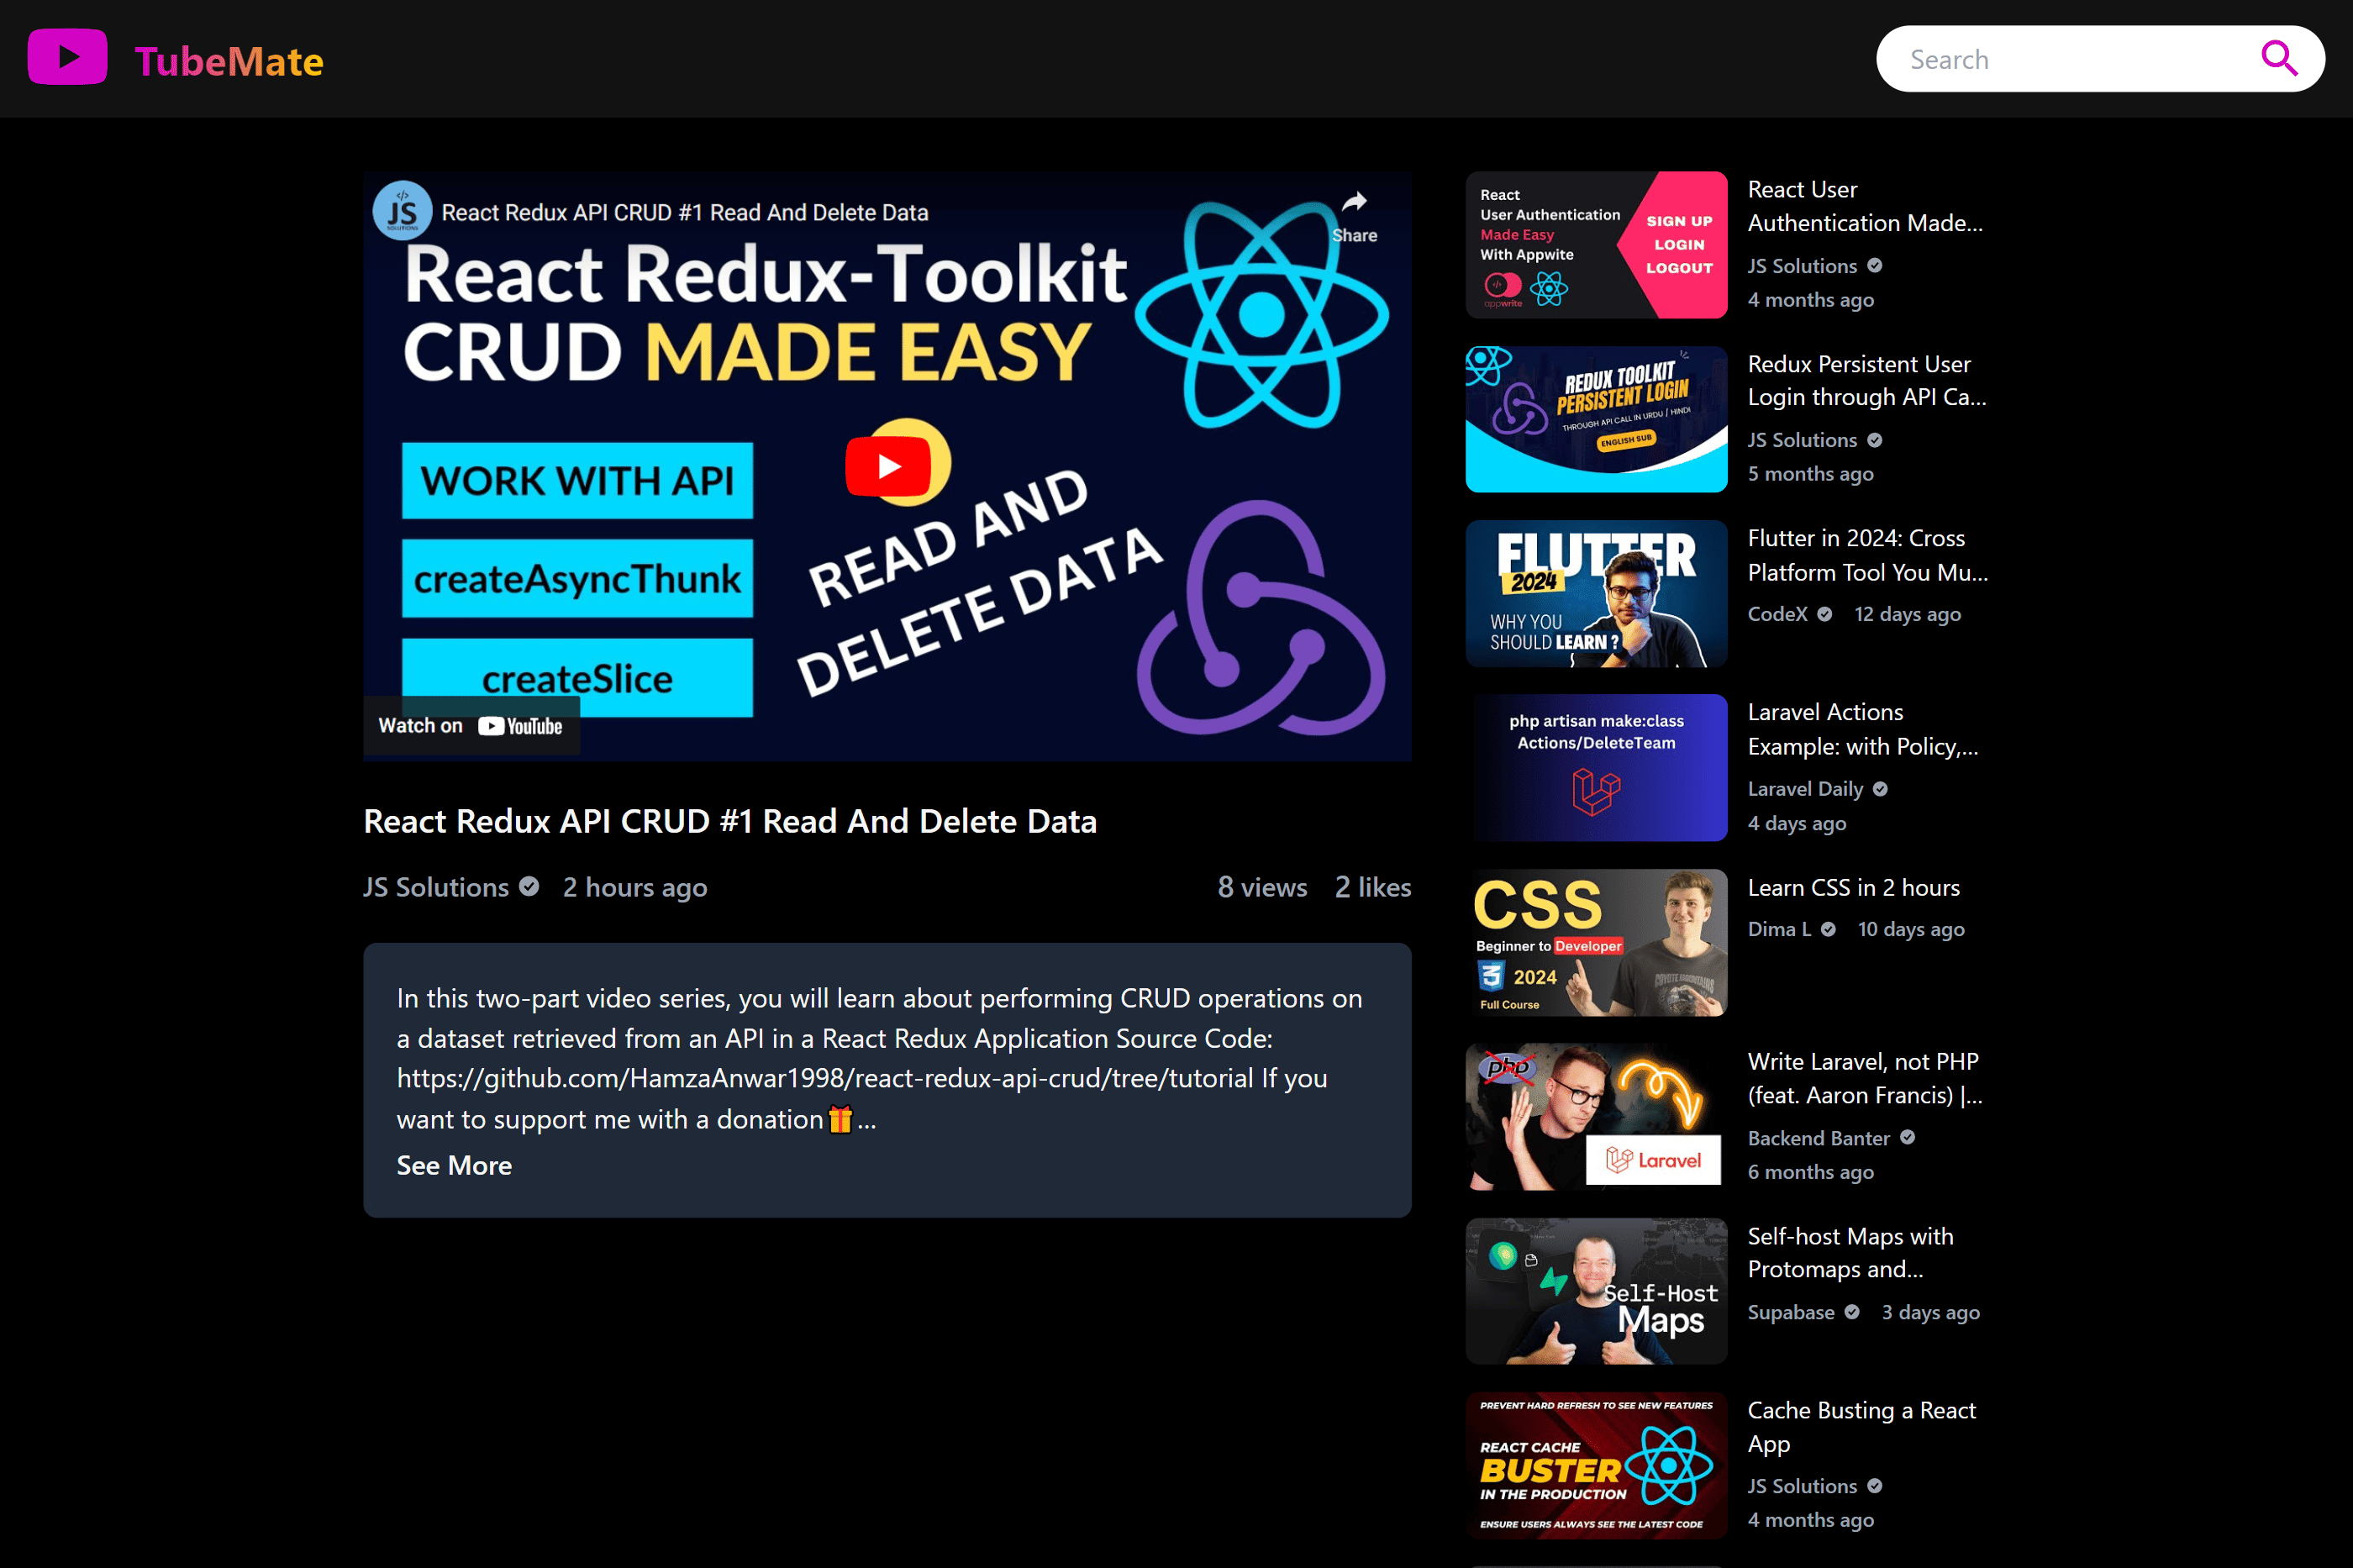 TubeMate
Search
JS
SOLUTIONS
React Redux API CRUD #1 Read And Delete Data
Share
React Redux-Toolkit
CRUD MADE EASY
WORK WITH API
createAsyncThunk
createSlice
READ AND
DELETE DATA
Watch on YouTube
React Redux API CRUD #1 Read And Delete Data
JS Solutions 2 hours ago 8 views 2 likes
In this two-part video series, you will learn about performing CRUD operations on
a dataset retrieved from an API in a React Redux Application Source Code:
https://github.com/HamzaAnwar1998/react-redux-api-crud/tree/tutorial If you
want to support me with a donation🎁...
See More
React
User Authentication
Made Easy
With Appwite
appwrite
SIGN UP
LOGIN
LOGOUT
React User
Authentication Made...
JS Solutions
4 months ago
REDUX TOOLKIT
PERSISTENT LOGIN
THROUGH API CALL IN URDU / HINDI
ENGLISH SUB
Redux Persistent User
Login through API Ca...
JS Solutions
5 months ago
FLUTTER
2024
WHY YOU
SHOULD LEARN ?
Flutter in 2024: Cross
Platform Tool You Mu...
CodeX 12 days ago
php artisan make:class
Actions/DeleteTeam
Laravel Actions
Example: with Policy,...
Laravel Daily
4 days ago
CSS
Beginner to Developer
3 2024
Full Course
COYOTE MOUNTAINS
Learn CSS in 2 hours
Dima L 10 days ago
php
Laravel
Write Laravel, not PHP
(feat. Aaron Francis) |...
Backend Banter
6 months ago
Self-Host
Maps
Self-host Maps with
Protomaps and...
Supabase 3 days ago
PREVENT HARD REFRESH TO SEE NEW FEATURES
REACT CACHE
BUSTER
IN THE PRODUCTION
ENSURE USERS ALWAYS SEE THE LATEST CODE
Cache Busting a React
App
JS Solutions
4 months ago